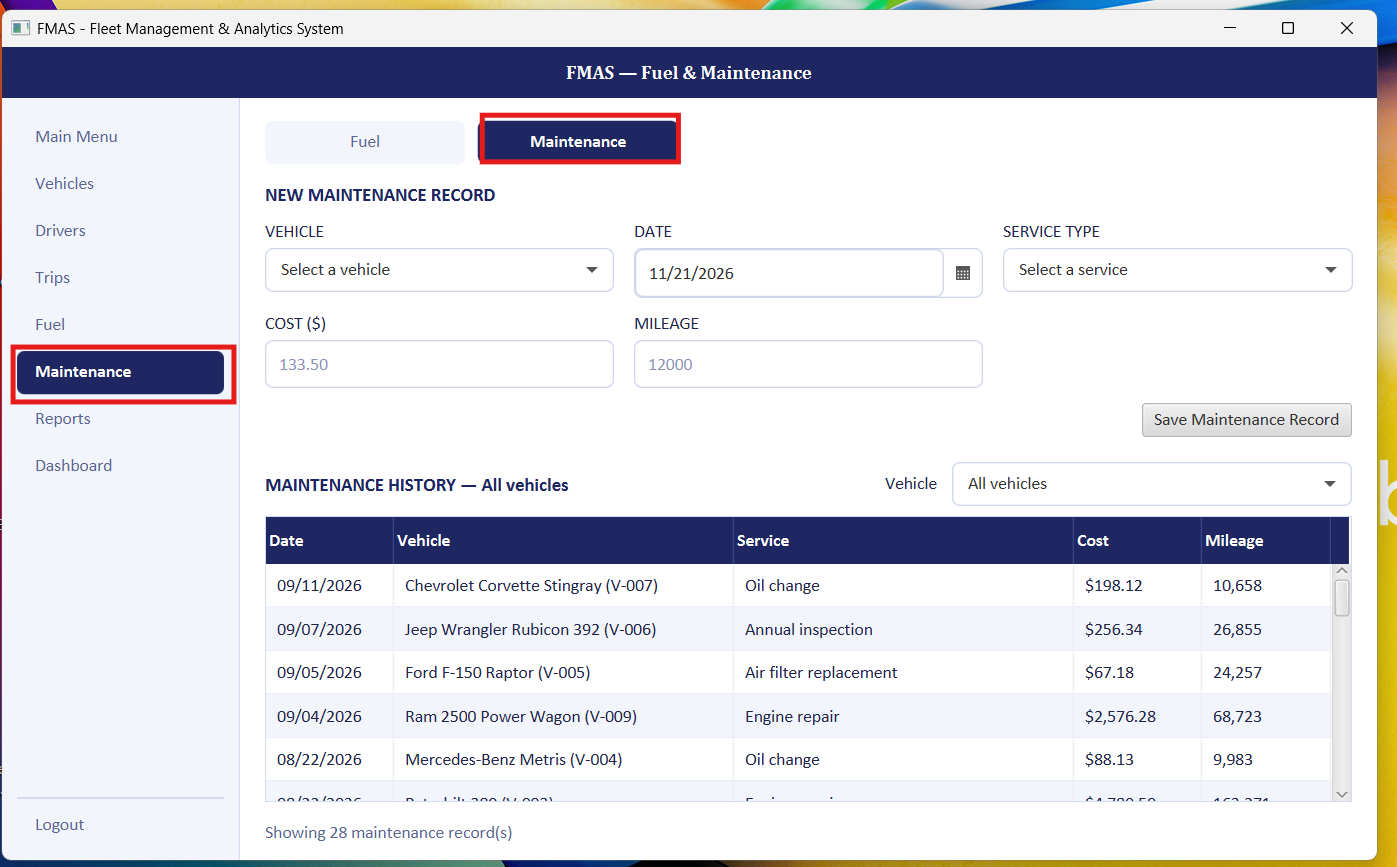 FMAS - Fleet Management & Analytics System
FMAS — Fuel & Maintenance
Main Menu
Vehicles
Drivers
Trips
Fuel
Maintenance
Reports
Dashboard
Logout
Fuel
Maintenance
NEW MAINTENANCE RECORD
VEHICLE DATE SERVICE TYPE
Select a vehicle 11/21/2026 Select a service
COST ($) MILEAGE
133.50 12000
Save Maintenance Record
MAINTENANCE HISTORY — All vehicles Vehicle All vehicles
Date Vehicle Service Cost Mileage
09/11/2026 Chevrolet Corvette Stingray (V-007) Oil change $198.12 10,658
09/07/2026 Jeep Wrangler Rubicon 392 (V-006) Annual inspection $256.34 26,855
09/05/2026 Ford F-150 Raptor (V-005) Air filter replacement $67.18 24,257
09/04/2026 Ram 2500 Power Wagon (V-009) Engine repair $2,576.28 68,723
08/22/2026 Mercedes-Benz Metris (V-004) Oil change $88.13 9,983
Showing 28 maintenance record(s)